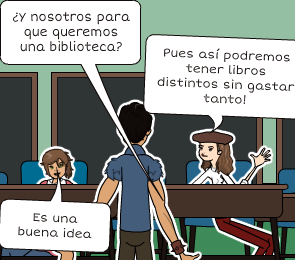 ¿Y nosotros para
que queremos
una biblioteca?
Pues así podremos
tener libros
distintos sin gastar
tanto!
Es una
buena idea